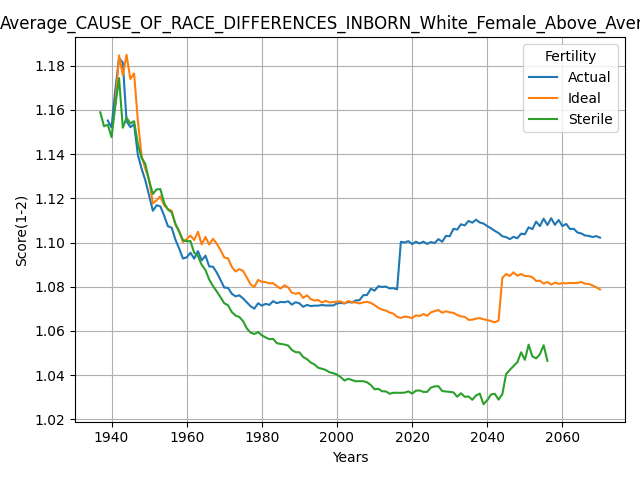 Average_CAUSE_OF_RACE_DIFFERENCES_INBORN_White_Female_Above_Aver
Fertility
Actual
Ideal
Sterile
Score(1-2)
1.18
1.16
1.14
1.12
1.10
1.08
1.06
1.04
1.02
1940 1960 1980 2000 2020 2040 2060
Years